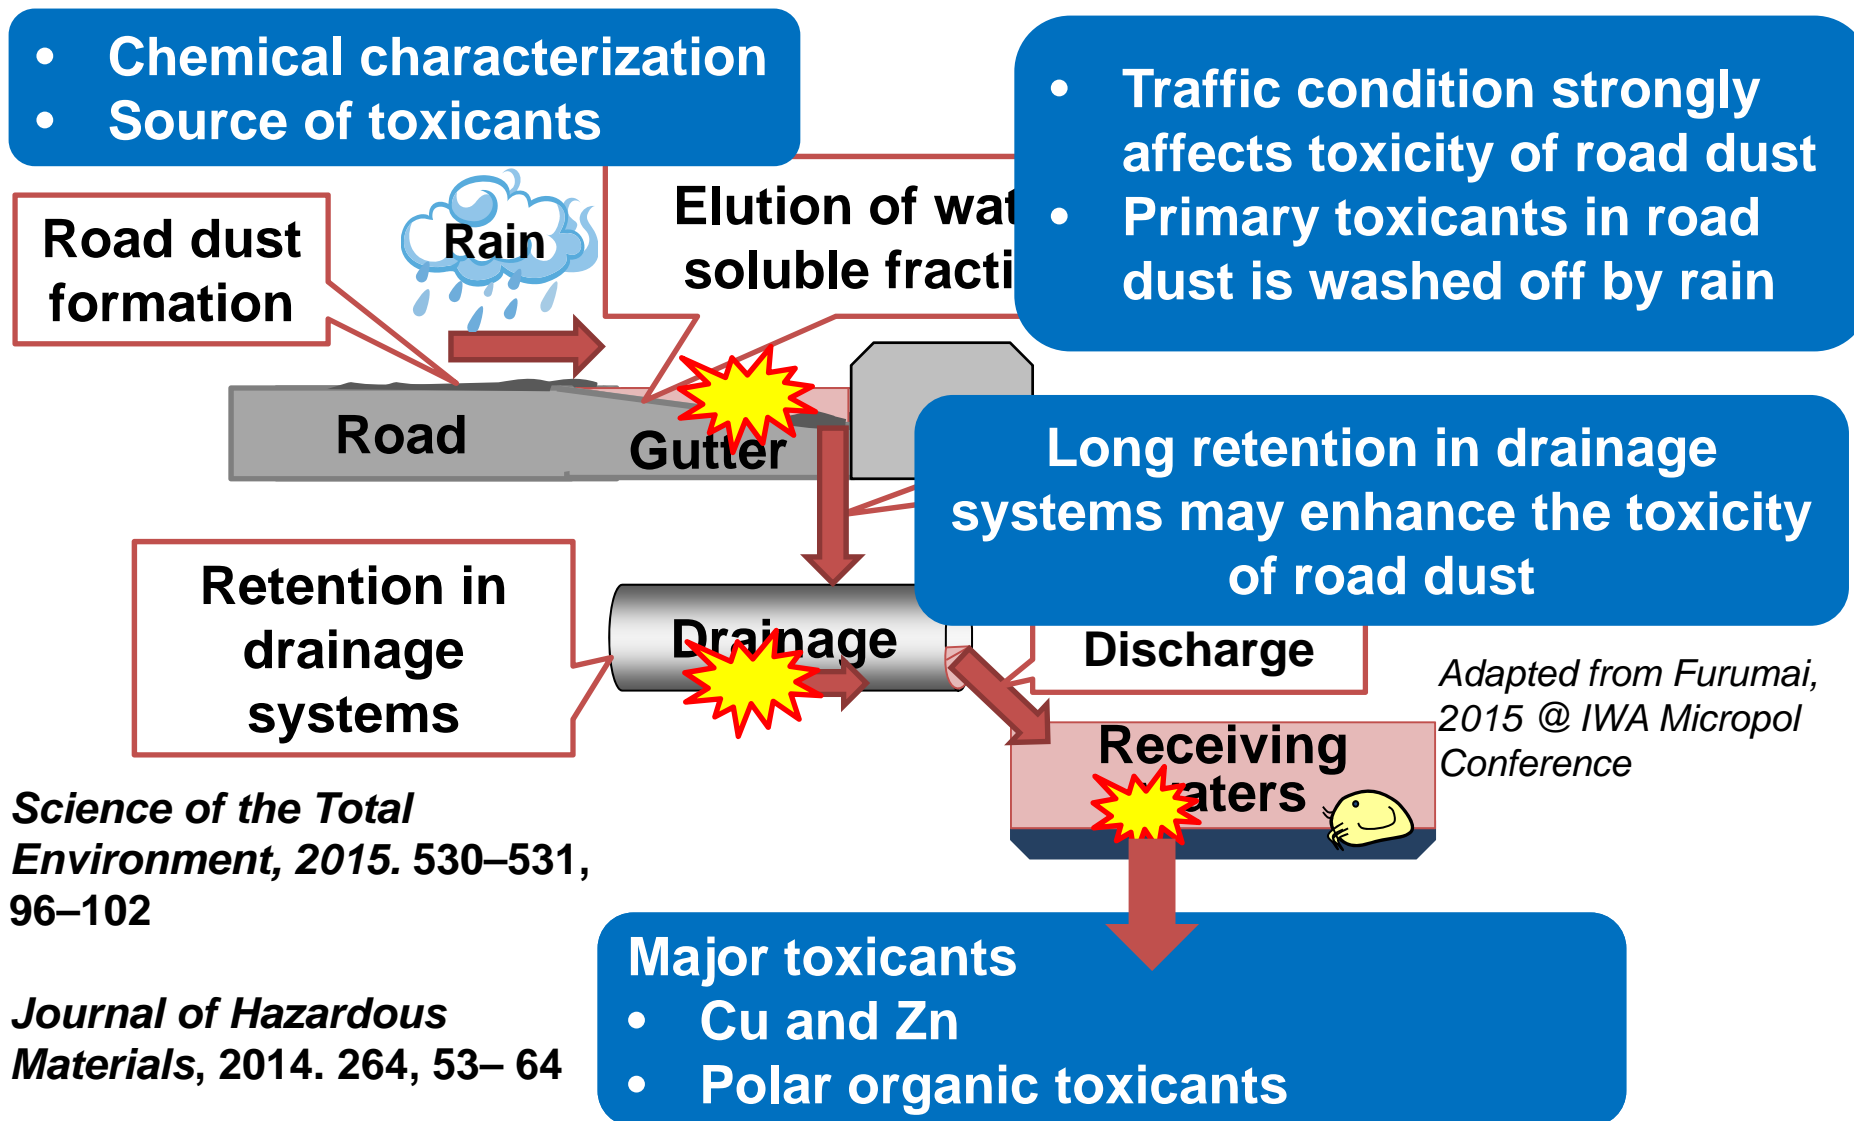 • Chemical characterization
• Source of toxicants
• Traffic condition strongly
affects toxicity of road dust
• Primary toxicants in road
dust is washed off by rain
Road dust
formation
Rain
Elution of
soluble
Road
Gutter
Long retention in drainage
systems may enhance the toxicity
of road dust
Retention in
drainage
systems
Drainage
Discharge
Adapted from Furumai,
2015 @ IWA Micropol
Conference
Receiving
waters
Science of the Total
Environment, 2015. 530–531,
96–102
Journal of Hazardous
Materials, 2014. 264, 53– 64
Major toxicants
• Cu and Zn
• Polar organic toxicants